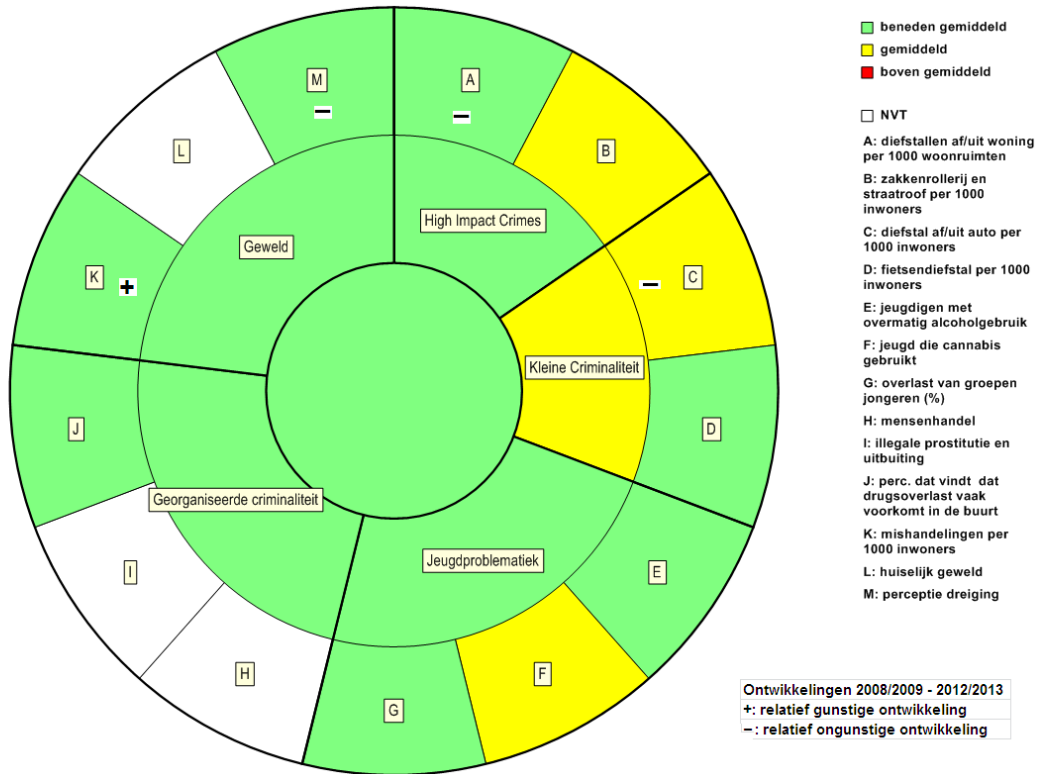 M
A
L
B
Geweld
High Impact Crimes
K
+
C
Kleine Criminaliteit
J
D
Georganiseerde criminaliteit
Jeugdproblematiek
I
E
H
F
G
beneden gemiddeld
gemiddeld
boven gemiddeld
NVT
A: diefstallen af/uit woning
per 1000 woonruimten
B: zakkenrollerij en
straatroof per 1000
inwoners
C: diefstal af/uit auto per
1000 inwoners
D: fietsendiefstal per 1000
inwoners
E: jeugdigen met
overmatig alcoholgebruik
F: jeugd die cannabis
gebruikt
G: overlast van groepen
jongeren (%)
H: mensenhandel
I: illegale prostitutie en
uitbuiting
J: perc. dat vindt dat
drugsoverlast vaak
voorkomt in de buurt
K: mishandelingen per
1000 inwoners
L: huiselijk geweld
M: perceptie dreiging
Ontwikkelingen 2008/2009 - 2012/2013
+: relatief gunstige ontwikkeling
–: relatief ongunstige ontwikkeling